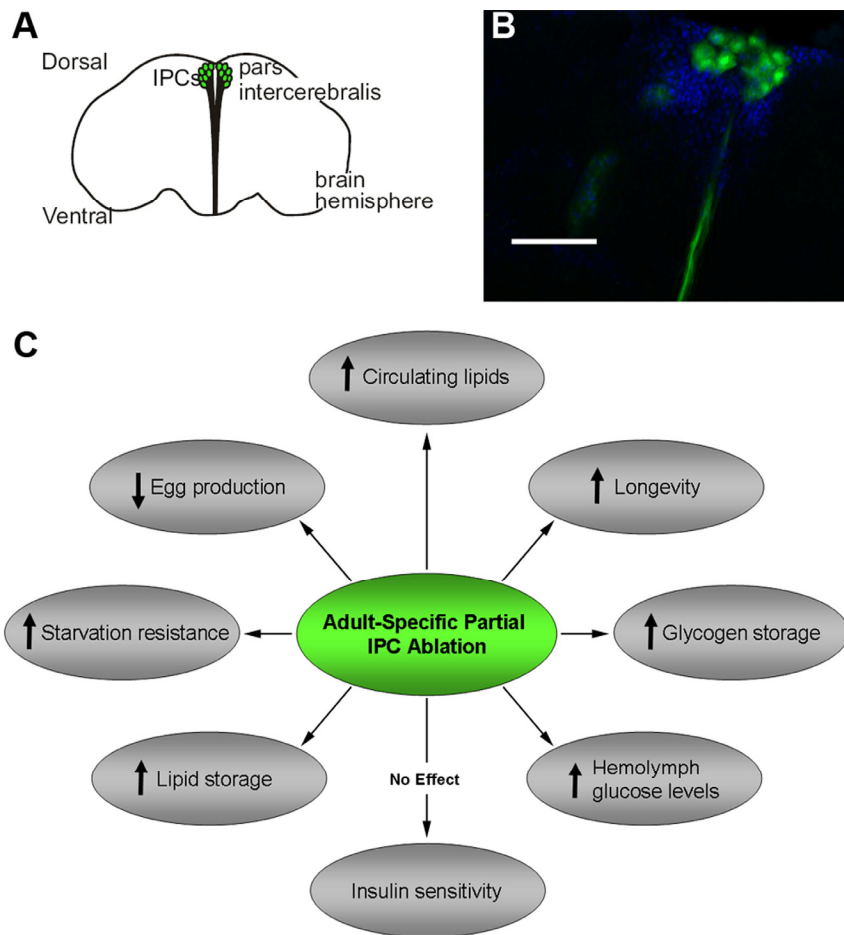 A
Dorsal
IPCs
pars
intercerebralis
brain
hemisphere
Ventral
B
C
Circulating lipids
Egg production
Longevity
Starvation resistance
Adult-Specific Partial
IPC Ablation
Glycogen storage
Lipid storage
No Effect
Hemolymph
glucose levels
Insulin sensitivity